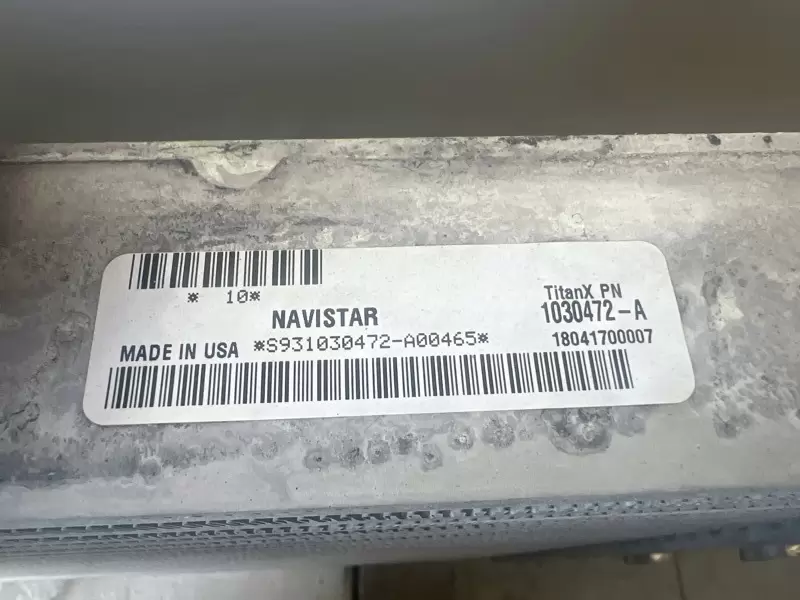 * 10*
TitanX PN
NAVISTAR
1030472-A
MADE IN USA *S931030472-A00465*
18041700007